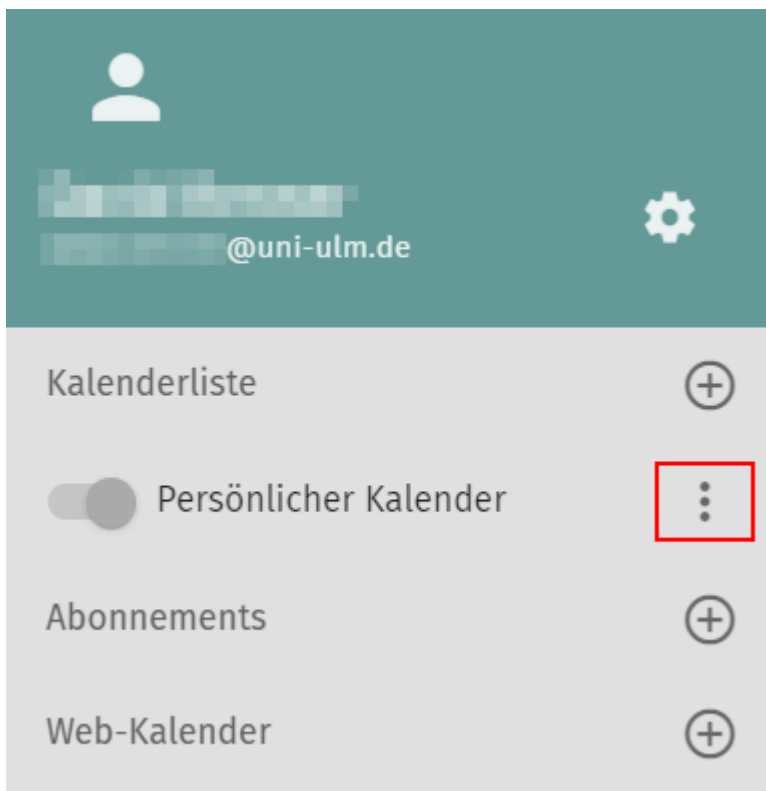 @uni-ulm.de
Kalenderliste
Persönlicher Kalender
Abonnements
Web-Kalender